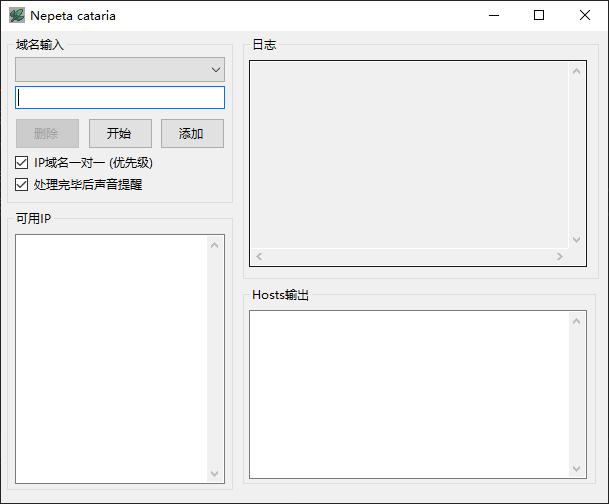 Nepeta cataria
域名输入
删除
开始
添加
IP域名一对一 (优先级)
处理完毕后声音提醒
可用IP
日志
Hosts输出